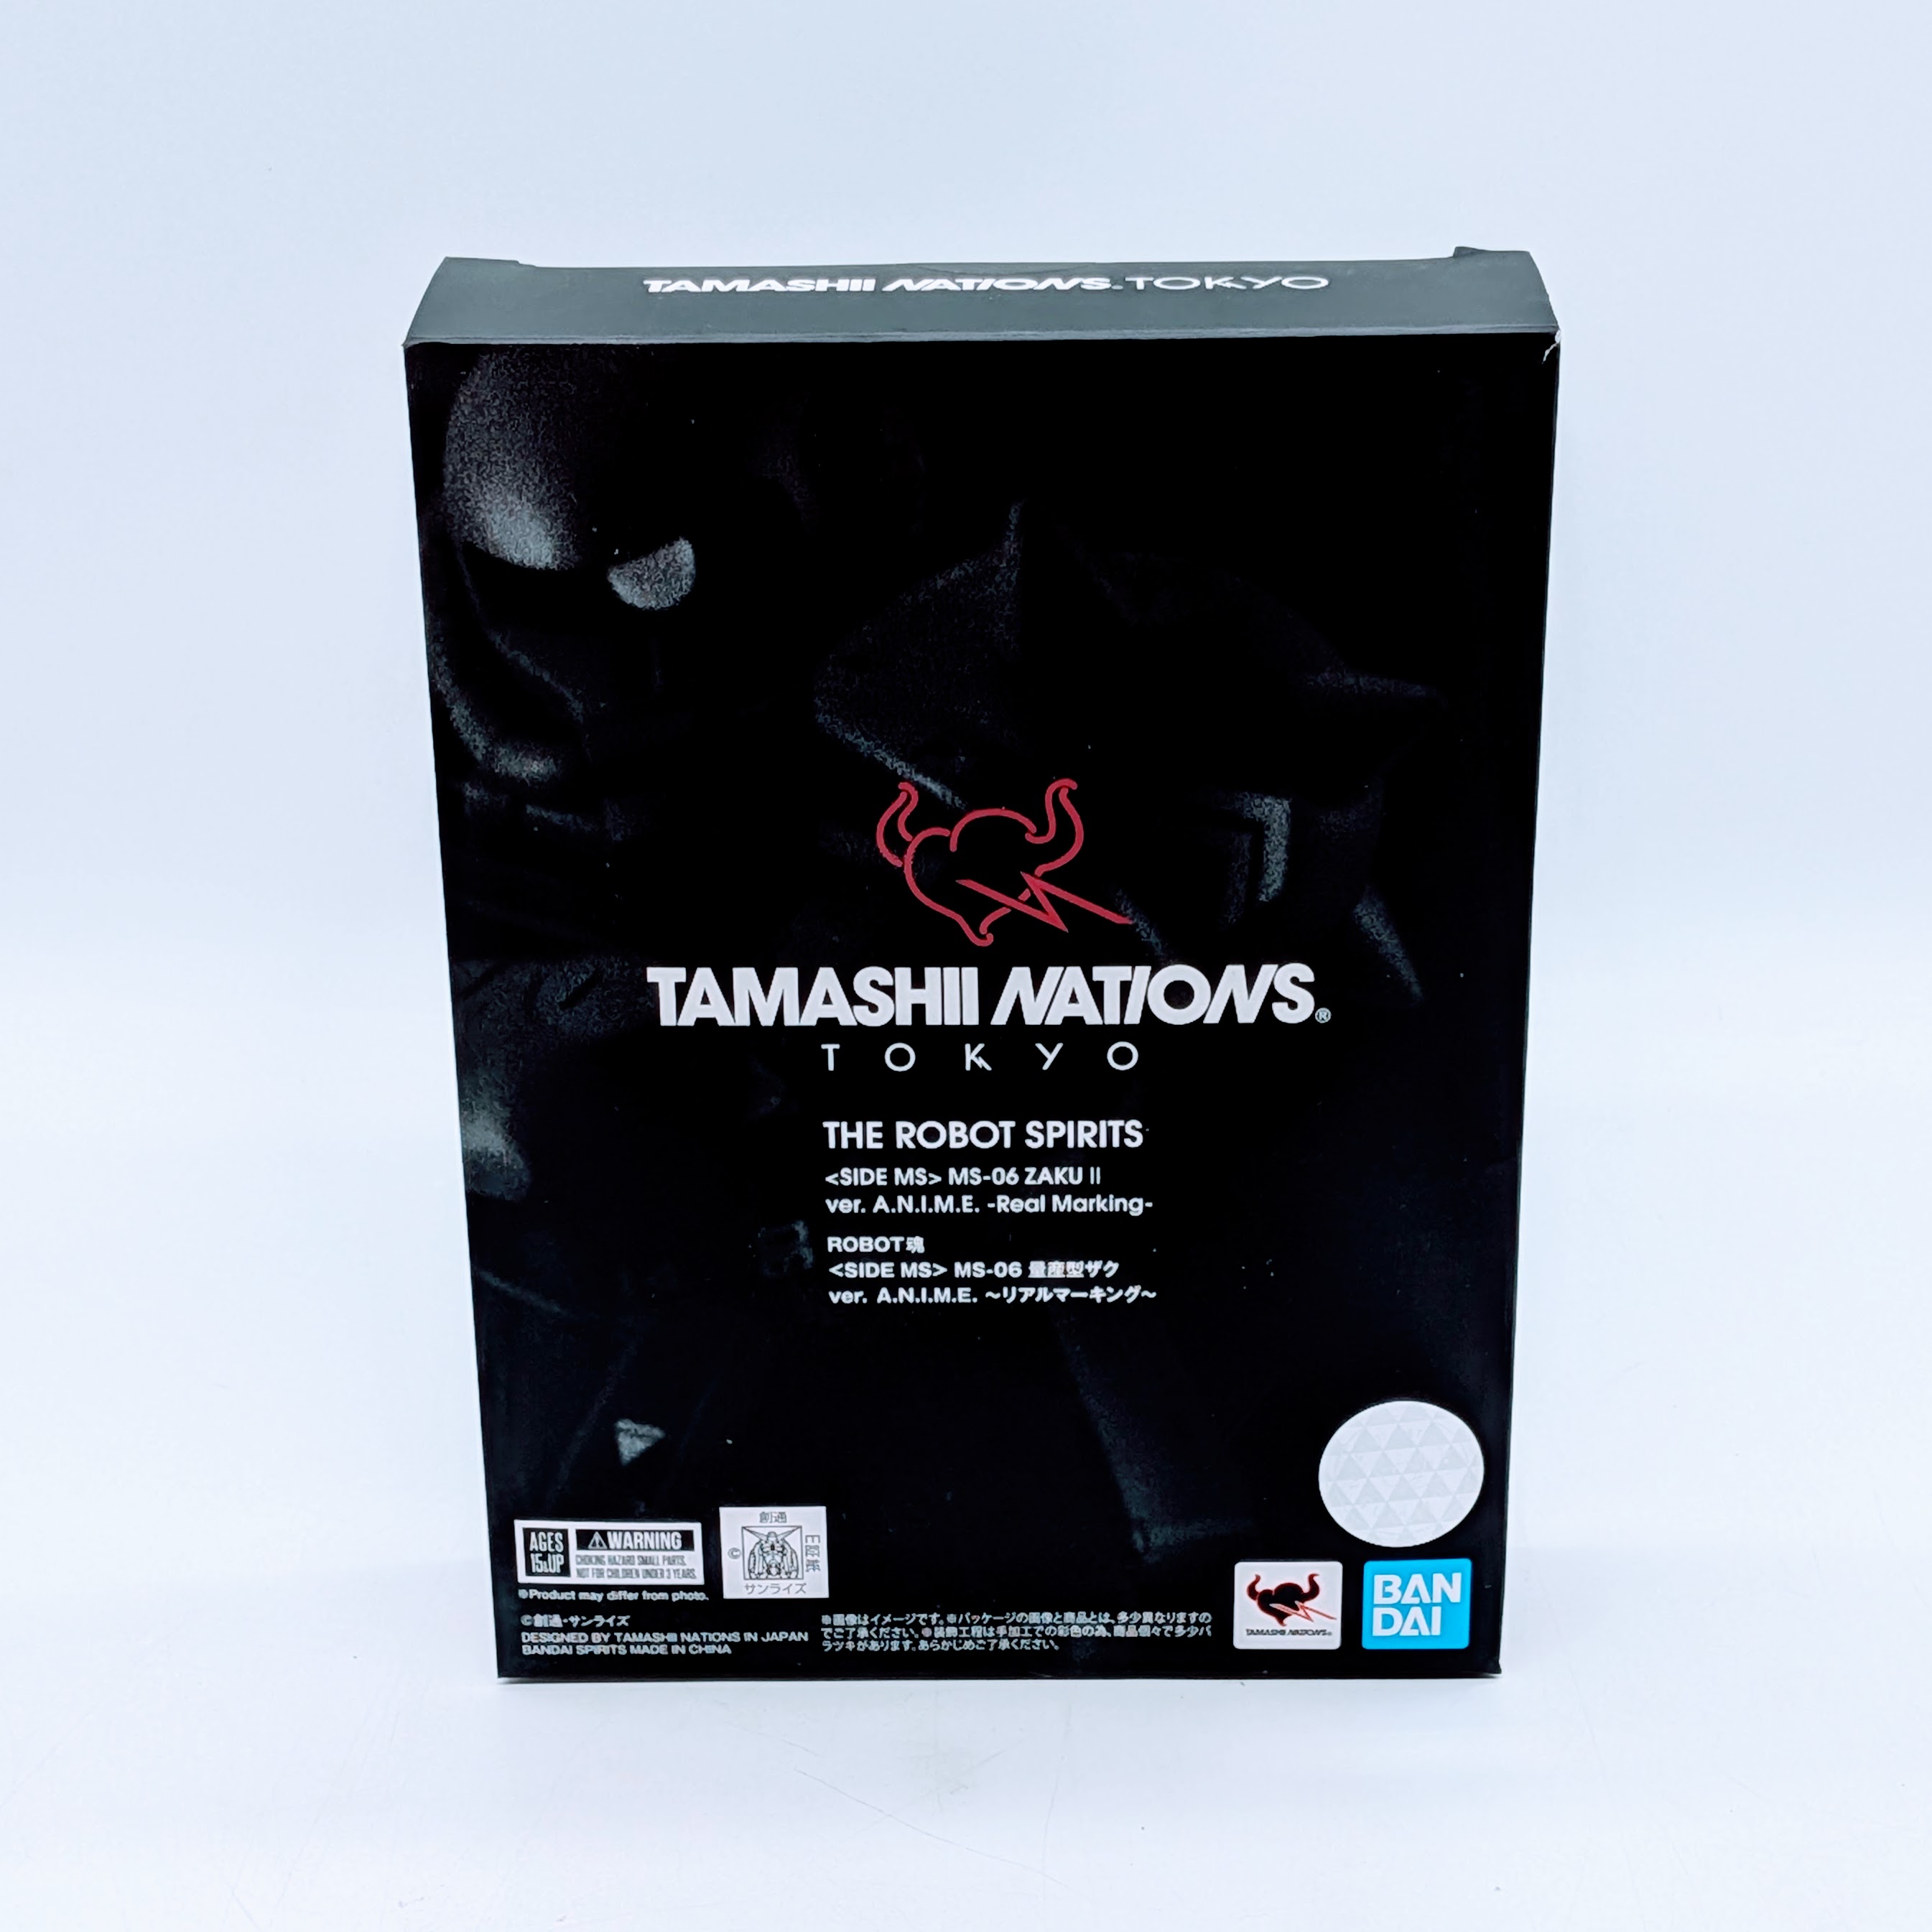 TAMASHII NATIONS. TOKYO
TAMASHII NATIONS®
TOKYO
THE ROBOT SPIRITS
<SIDE MS> MS-06 ZAKU II
ver. A.N.I.M.E. -Real Marking-
ROBOT魂
<SIDE MS> MS-06 量産型ザク
ver. A.N.I.M.E. ～リアルマーキング～
AGES
15&UP
⚠WARNING
CHOKING HAZARD SMALL PARTS.
NOT FOR CHILDREN UNDER 3 YEARS.
※Product may differ from photo.
創通
©
サンライズ
©創通・サンライズ
DESIGNED BY TAMASHII NATIONS IN JAPAN
BANDAI SPIRITS MADE IN CHINA
※画像はイメージです。※パッケージの画像と商品とは、多少異なりますの
でご了承ください。※装飾工程は手加工での彩色の為、商品個々で多少バ
ラツキがあります。あらかじめご了承ください。
TAMASHII NATIONS®
BAN
DAI